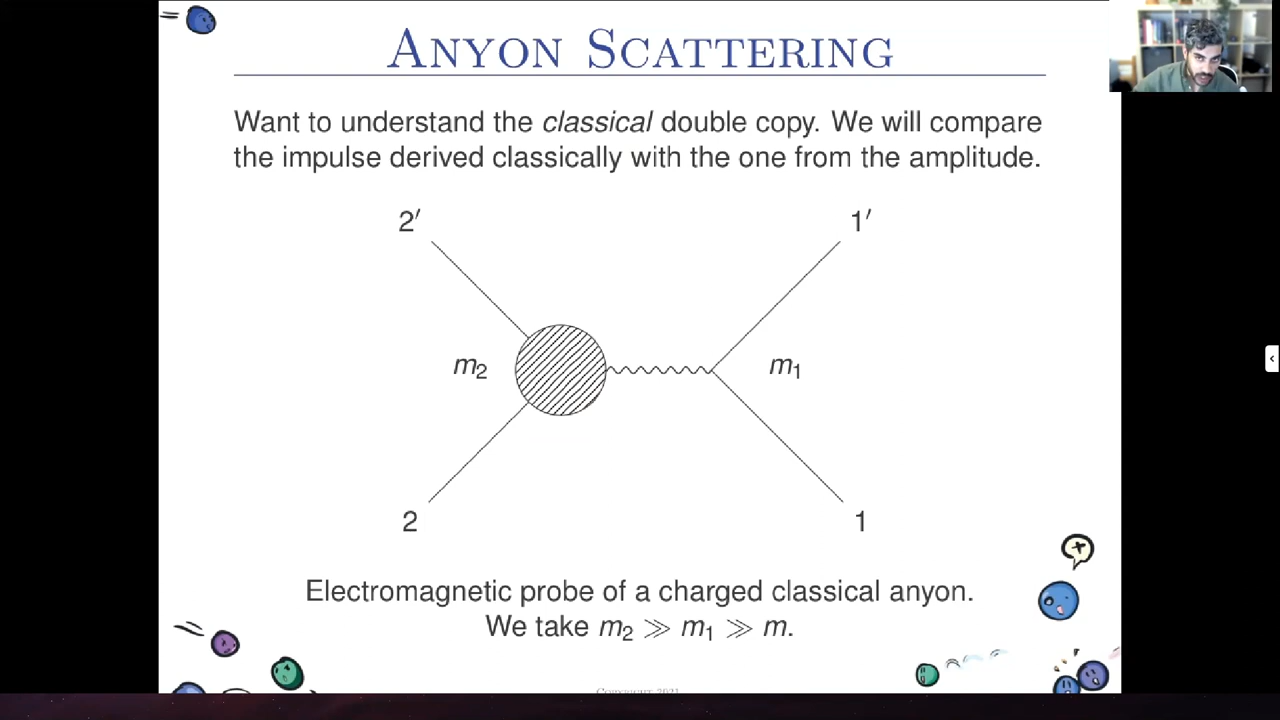 ANYON SCATTERING
Want to understand the classical double copy. We will compare
the impulse derived classically with the one from the amplitude.
2′ 1′
m₂ m₁
2 1
Electromagnetic probe of a charged classical anyon.
We take m₂ ≫ m₁ ≫ m.